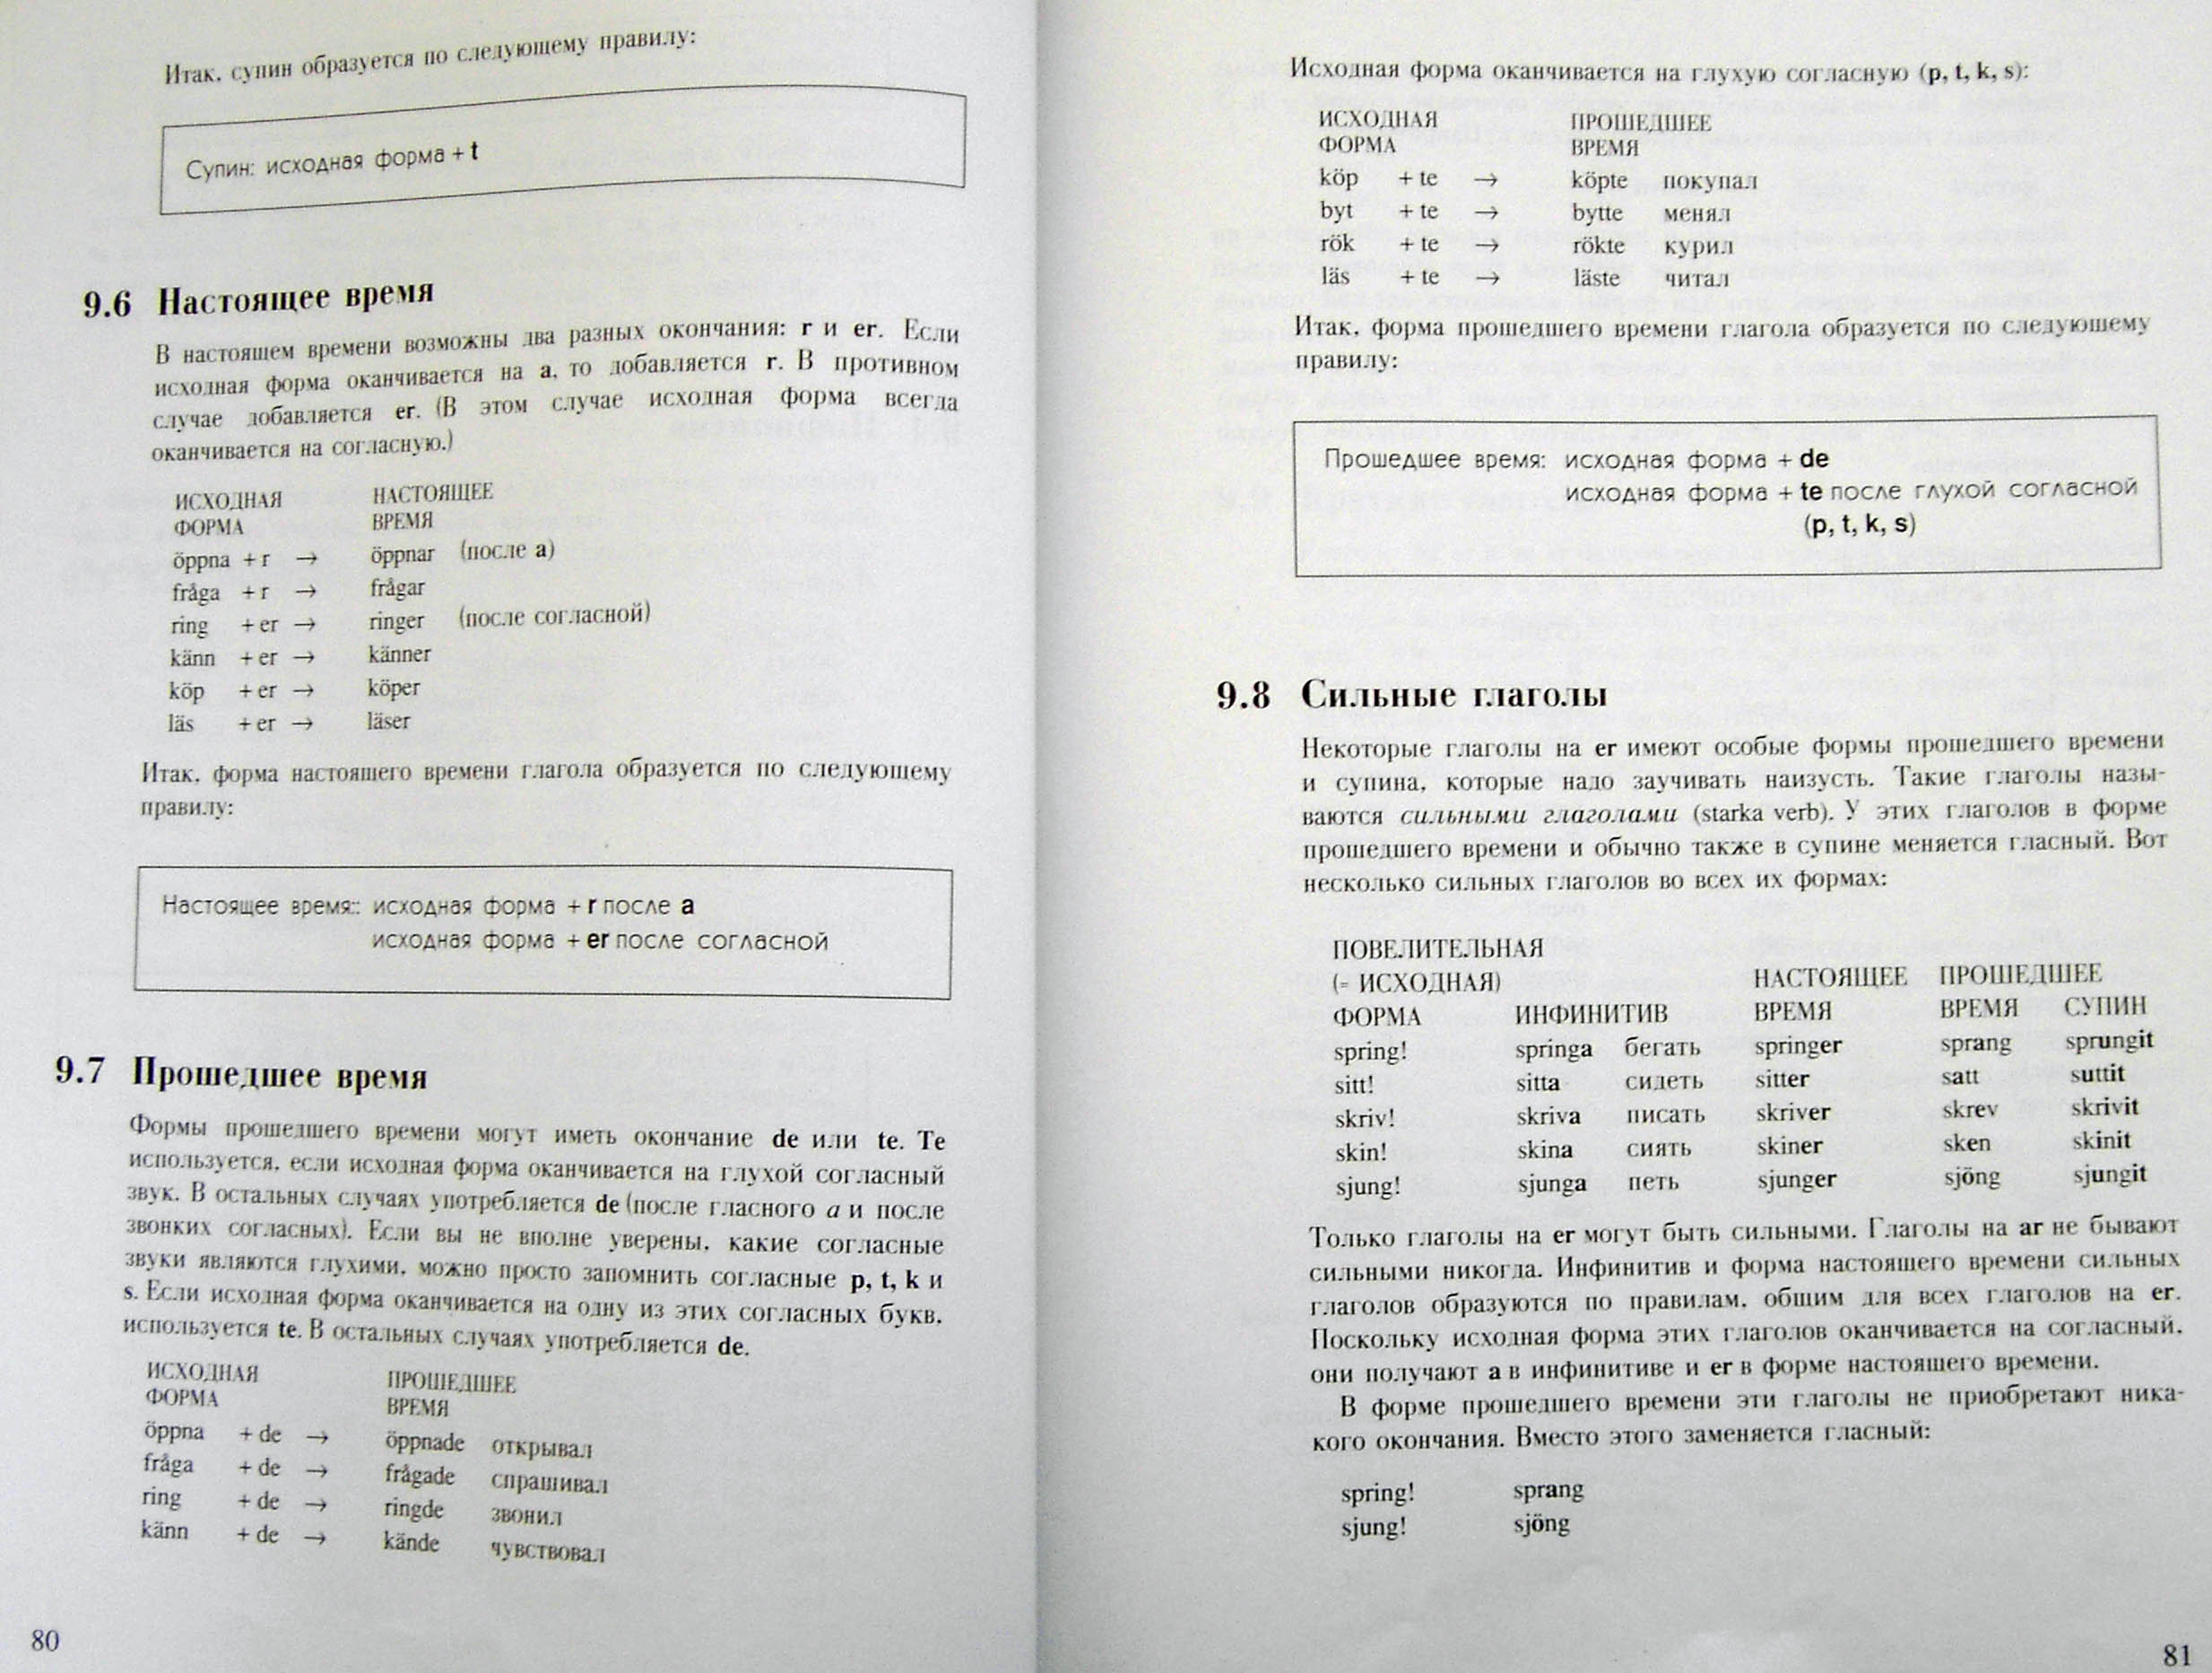 Итак, супин образуется по следующему правилу:
Супин: исходная форма + t
9.6 Настоящее время
В настоящем времени возможны два разных окончания: r и er. Если
исходная форма оканчивается на a, то добавляется r. В противном
случае добавляется er. (В этом случае исходная форма всегда
оканчивается на согласную.)
ИСХОДНАЯ НАСТОЯЩЕЕ
ФОРМА ВРЕМЯ
öppna + r → öppnar (после a)
fråga + r → frågar
ring + er → ringer (после согласной)
känn + er → känner
köp + er → köper
läs + er → läser
Итак, форма настоящего времени глагола образуется по следующему
правилу:
Настоящее время:: исходная форма + r после a
исходная форма + er после согласной
9.7 Прошедшее время
Формы прошедшего времени могут иметь окончание de или te. Te
используется, если исходная форма оканчивается на глухой согласный
звук. В остальных случаях употребляется de (после гласного a и после
звонких согласных). Если вы не вполне уверены, какие согласные
звуки являются глухими, можно просто запомнить согласные p, t, k и
s. Если исходная форма оканчивается на одну из этих согласных букв,
используется te. В остальных случаях употребляется de.
ИСХОДНАЯ ПРОШЕДШЕЕ
ФОРМА ВРЕМЯ
öppna + de → öppnade открывал
fråga + de → frågade спрашивал
ring + de → ringde звонил
känn + de → kände чувствовал
80
Исходная форма оканчивается на глухую согласную (p, t, k, s):
ИСХОДНАЯ ПРОШЕДШЕЕ
ФОРМА ВРЕМЯ
köp + te → köpte покупал
byt + te → bytte менял
rök + te → rökte курил
läs + te → läste читал
Итак, форма прошедшего времени глагола образуется по следующему
правилу:
Прошедшее время: исходная форма + de
исходная форма + te после глухой согласной
(p, t, k, s)
9.8 Сильные глаголы
Некоторые глаголы на er имеют особые формы прошедшего времени
и супина, которые надо заучивать наизусть. Такие глаголы назы-
ваются сильными глаголами (starka verb). У этих глаголов в форме
прошедшего времени и обычно также в супине меняется гласный. Вот
несколько сильных глаголов во всех их формах:
ПОВЕЛИТЕЛЬНАЯ
(= ИСХОДНАЯ) НАСТОЯЩЕЕ ПРОШЕДШЕЕ
ФОРМА ИНФИНИТИВ ВРЕМЯ ВРЕМЯ СУПИН
spring! springa бегать springer sprang sprungit
sitt! sitta сидеть sitter satt suttit
skriv! skriva писать skriver skrev skrivit
skin! skina сиять skiner sken skinit
sjung! sjunga петь sjunger sjöng sjungit
Только глаголы на er могут быть сильными. Глаголы на ar не бывают
сильными никогда. Инфинитив и форма настоящего времени сильных
глаголов образуются по правилам, общим для всех глаголов на er.
Поскольку исходная форма этих глаголов оканчивается на согласный,
они получают a в инфинитиве и er в форме настоящего времени.
В форме прошедшего времени эти глаголы не приобретают ника-
кого окончания. Вместо этого заменяется гласный:
spring! sprang
sjung! sjöng
81